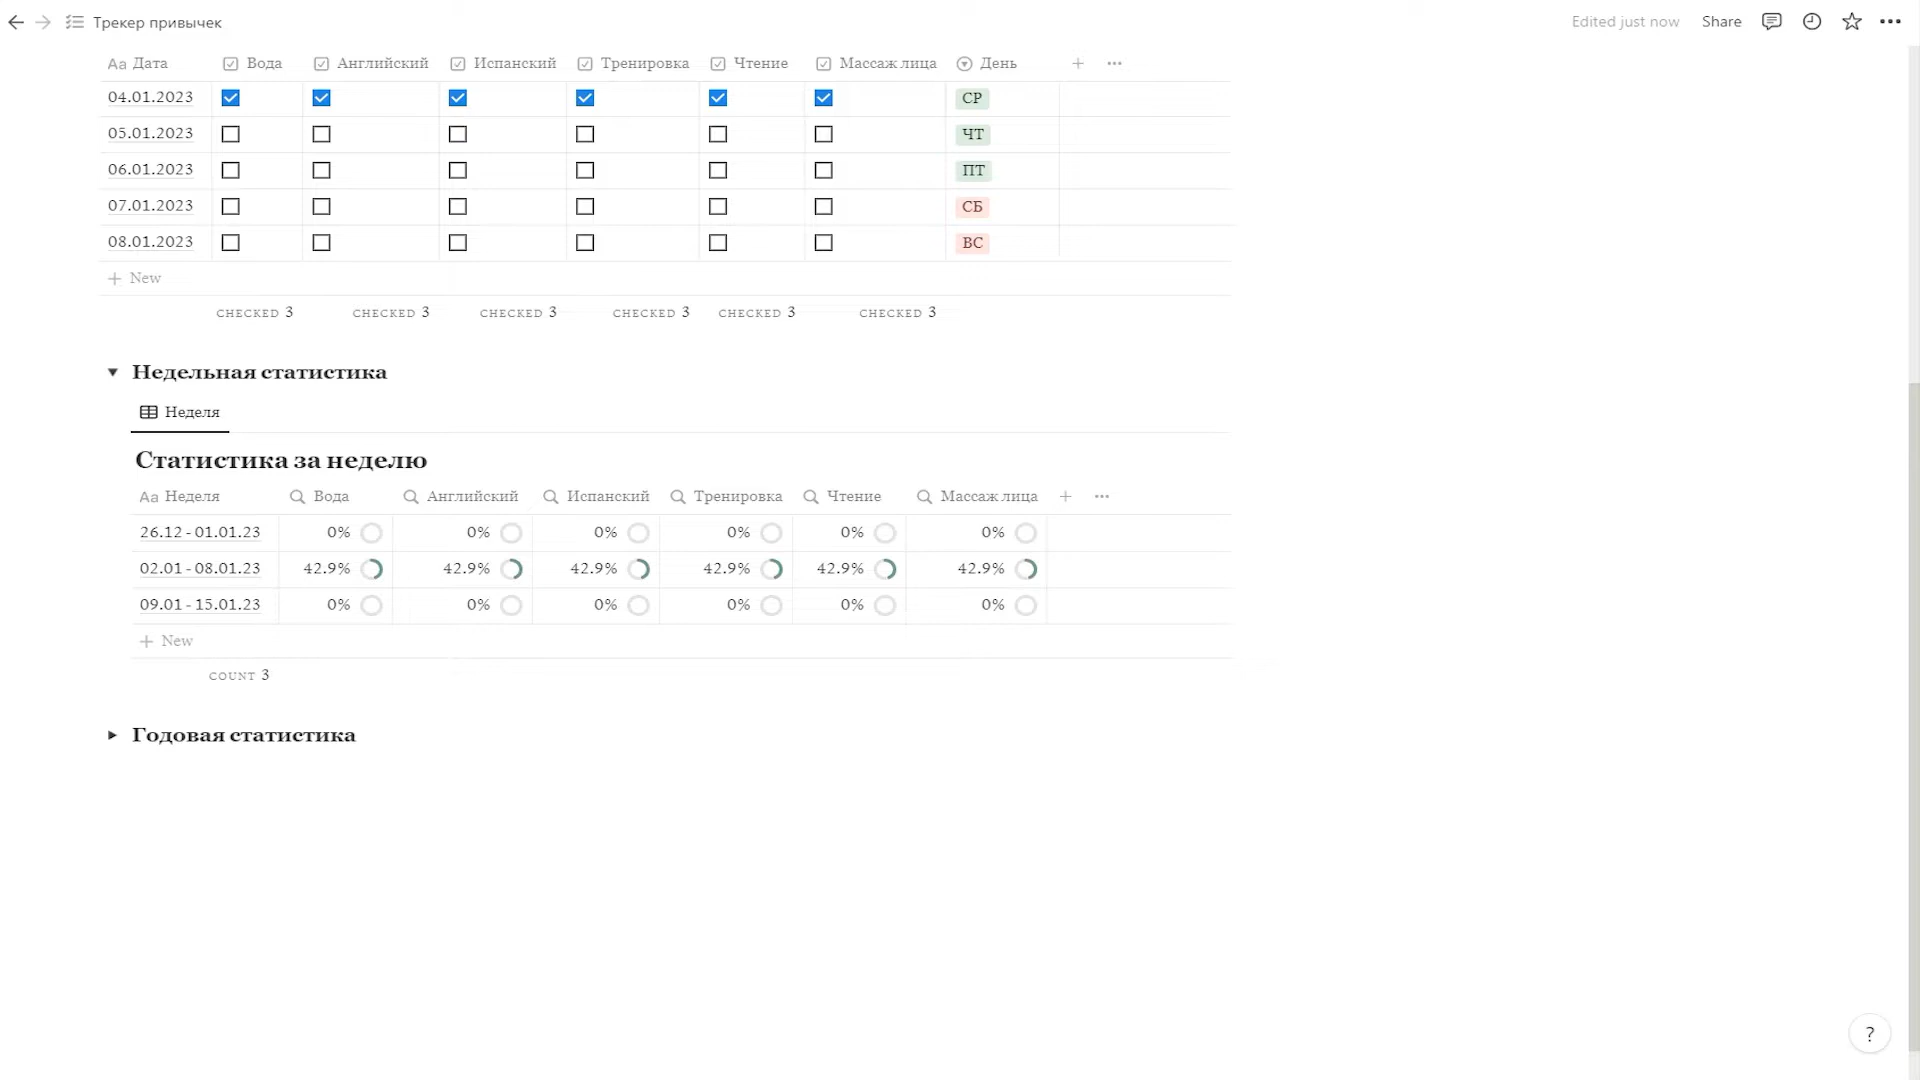 Трекер привычек Edited just now Share
Aa Дата Вода Английский Испанский Тренировка Чтение Массаж лица День
04.01.2023 СР
05.01.2023 ЧТ
06.01.2023 ПТ
07.01.2023 СБ
08.01.2023 ВС
+ New
CHECKED 3 CHECKED 3 CHECKED 3 CHECKED 3 CHECKED 3 CHECKED 3
Недельная статистика
Неделя
Статистика за неделю
Aa Неделя Вода Английский Испанский Тренировка Чтение Массаж лица
26.12 - 01.01.23 0% 0% 0% 0% 0% 0%
02.01 - 08.01.23 42.9% 42.9% 42.9% 42.9% 42.9% 42.9%
09.01 - 15.01.23 0% 0% 0% 0% 0% 0%
+ New
COUNT 3
Годовая статистика
?